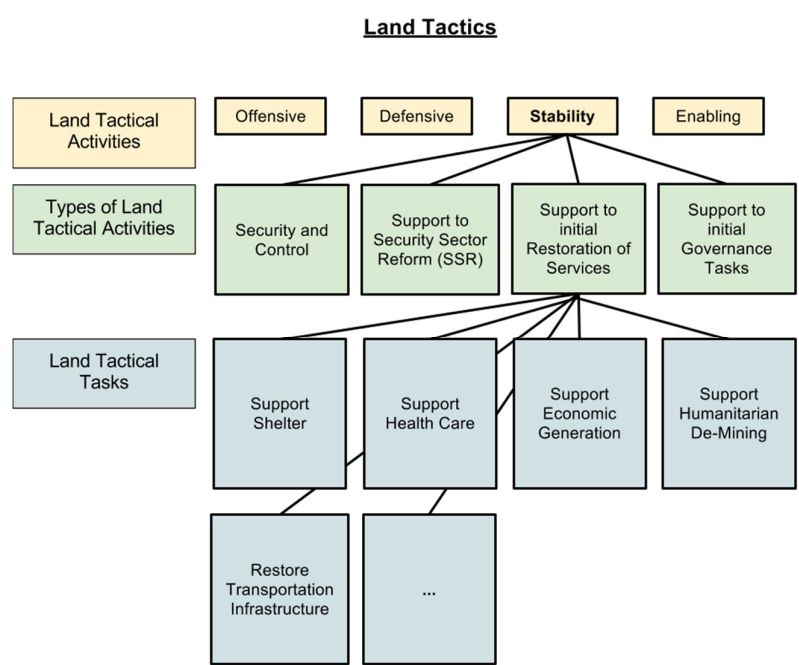 Land Tactics
Land Tactical
Activities
Offensive
Defensive
Stability
Enabling
Types of Land
Tactical Activities
Security and
Control
Support to
Security Sector
Reform (SSR)
Support to
initial
Restoration of
Services
Support to
initial
Governance
Tasks
Land Tactical
Tasks
Support
Shelter
Support
Health Care
Support
Economic
Generation
Support
Humanitarian
De-Mining
Restore
Transportation
Infrastructure
...